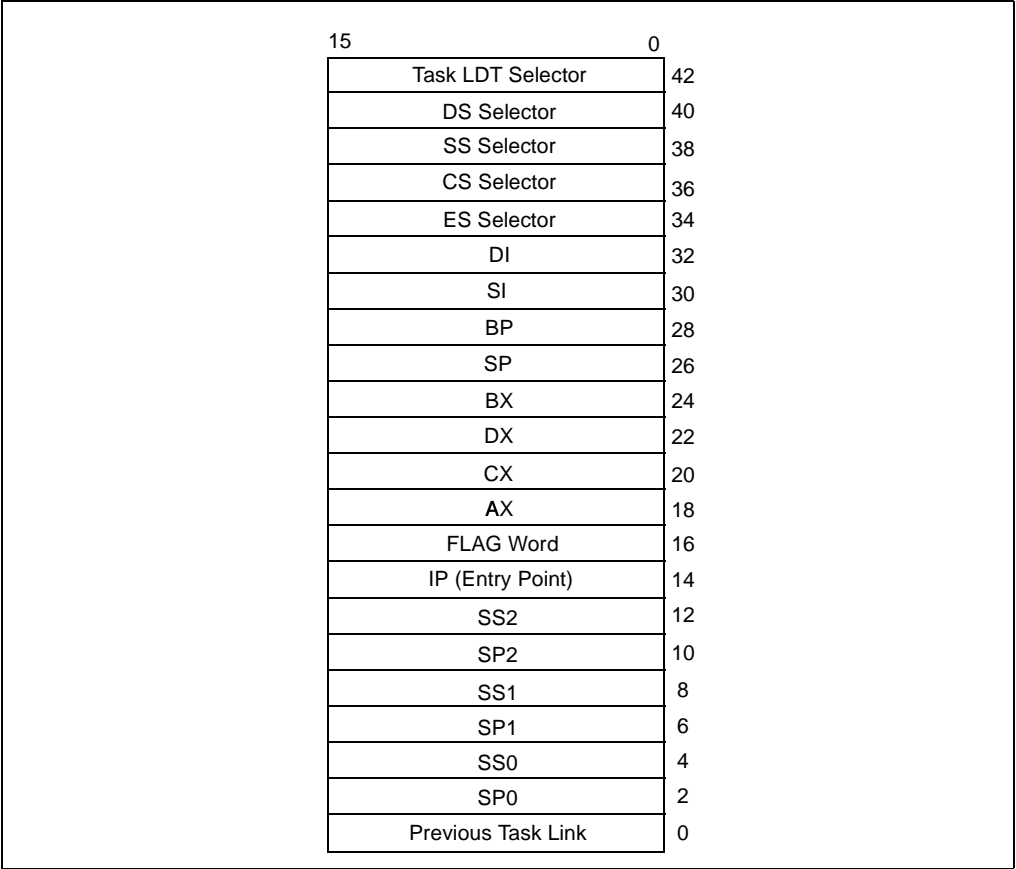 15 0
Task LDT Selector 42
DS Selector 40
SS Selector 38
CS Selector 36
ES Selector 34
DI 32
SI 30
BP 28
SP 26
BX 24
DX 22
CX 20
AX 18
FLAG Word 16
IP (Entry Point) 14
SS2 12
SP2 10
SS1 8
SP1 6
SS0 4
SP0 2
Previous Task Link 0